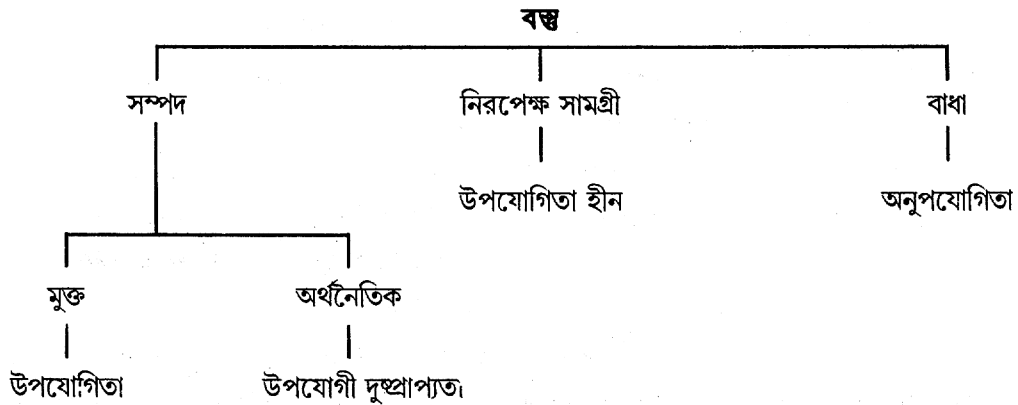 বস্তু
সম্পদ নিরপেক্ষ সামগ্রী বাধা
উপযোগিতা হীন অনুপযোগিতা
মুক্ত অর্থনৈতিক
উপযোগিতা উপযোগী দুষ্প্রাপ্যতা